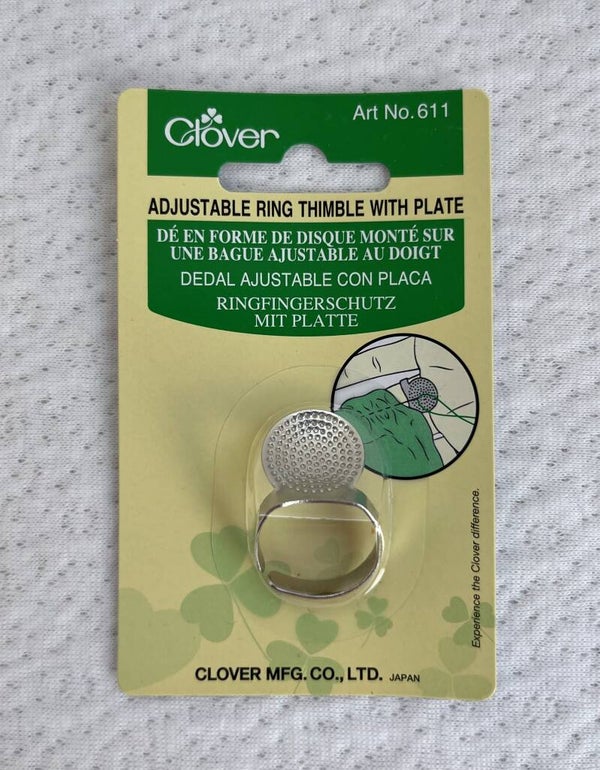 Clover
Art No.611
ADJUSTABLE RING THIMBLE WITH PLATE
DÉ EN FORME DE DISQUE MONTÉ SUR
UNE BAGUE AJUSTABLE AU DOIGT
DEDAL AJUSTABLE CON PLACA
RINGFINGERSCHUTZ
MIT PLATTE
Experience the Clover difference.
CLOVER MFG. CO., LTD. JAPAN